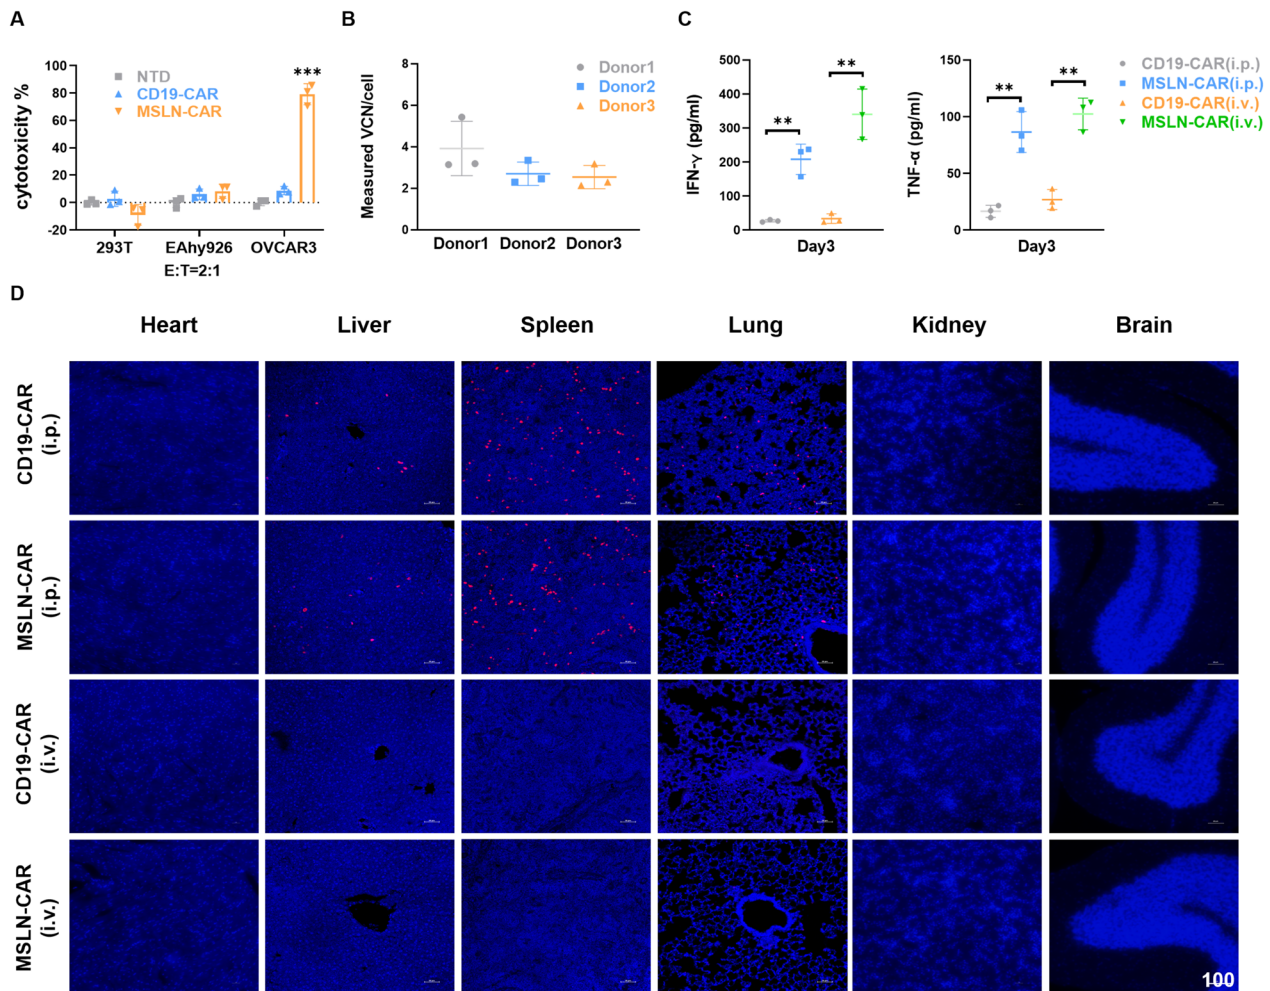 A
cytotoxicity %
100
80
60
40
20
0
-20
NTD
CD19-CAR
MSLN-CAR
***
293T
EAhy926
OVCAR3
E:T=2:1
B
Measured VCN/cell
8
6
4
2
0
Donor1
Donor2
Donor3
Donor1
Donor2
Donor3
C
IFN-γ (pg/ml)
500
400
300
200
100
0
**
**
Day3
TNF-α (pg/ml)
150
100
50
0
**
**
Day3
CD19-CAR(i.p.)
MSLN-CAR(i.p.)
CD19-CAR(i.v.)
MSLN-CAR(i.v.)
D
Heart
Liver
Spleen
Lung
Kidney
Brain
CD19-CAR
(i.p.)
MSLN-CAR
(i.p.)
CD19-CAR
(i.v.)
MSLN-CAR
(i.v.)
100